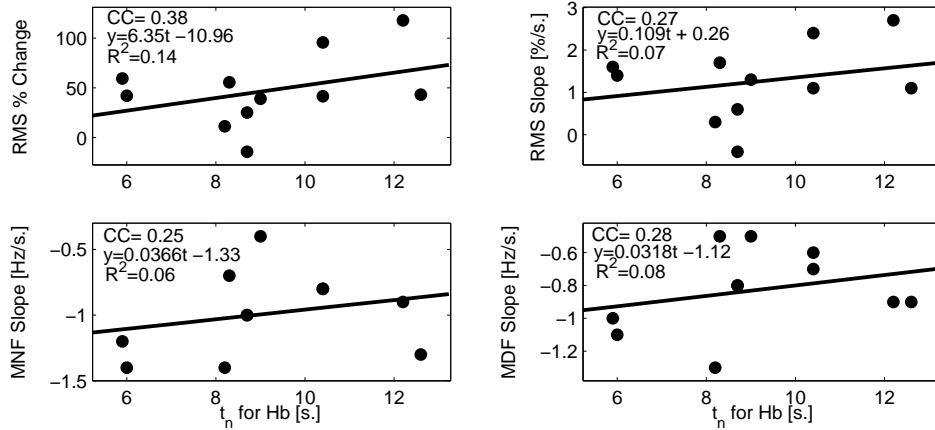 CC= 0.38
y=6.35t −10.96
R²=0.14
RMS % Change
100
50
0
6 8 10 12
CC= 0.27
y=0.109t + 0.26
R²=0.07
RMS Slope [%/s.]
3
2
1
0
6 8 10 12
CC= 0.25
y=0.0366t −1.33
R²=0.06
MNF Slope [Hz/s.]
−0.5
−1
−1.5
6 8 10 12
t_n for Hb [s.]
CC= 0.28
y=0.0318t −1.12
R²=0.08
MDF Slope [Hz/s.]
−0.6
−0.8
−1
−1.2
6 8 10 12
t_n for Hb [s.]